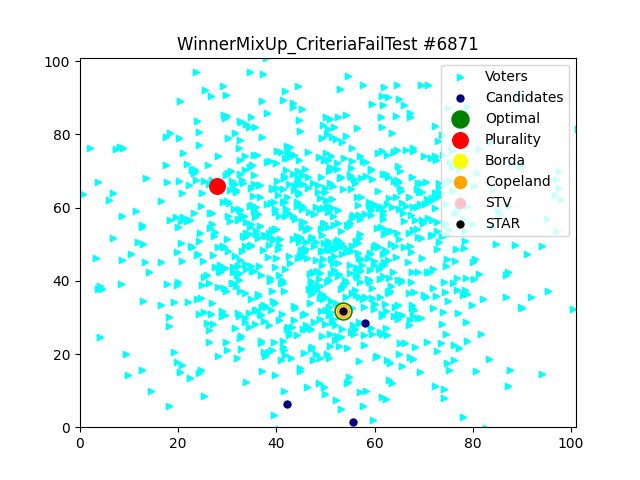 WinnerMixUp_CriteriaFailTest #6871
100
80
60
40
20
0
0 20 40 60 80 100
Voters
Candidates
Optimal
Plurality
Borda
Copeland
STV
STAR